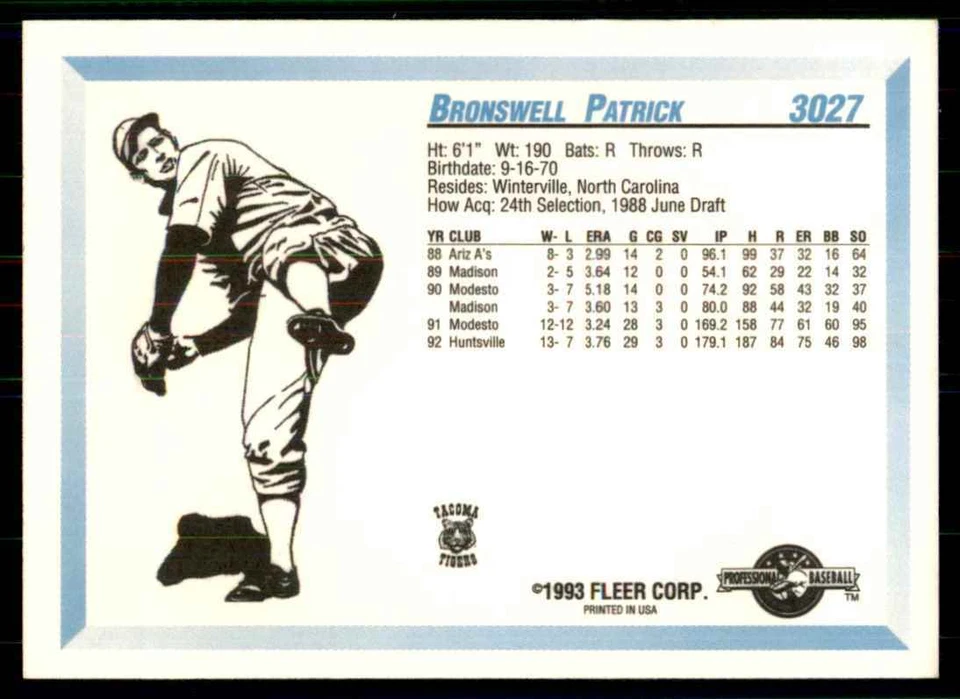 BRONSWELL PATRICK 3027
Ht: 6'1" Wt: 190 Bats: R Throws: R
Birthdate: 9-16-70
Resides: Winterville, North Carolina
How Acq: 24th Selection, 1988 June Draft
YR CLUB W- L ERA G CG SV IP H R ER BB SO
88 Ariz A's 8- 3 2.99 14 2 0 96.1 99 37 32 16 64
89 Madison 2- 5 3.64 12 0 0 54.1 62 29 22 14 32
90 Modesto 3- 7 5.18 14 0 0 74.2 92 58 43 32 37
Madison 3- 7 3.60 13 3 0 80.0 88 44 32 19 40
91 Modesto 12-12 3.24 28 3 0 169.2 158 77 61 60 95
92 Huntsville 13- 7 3.76 29 3 0 179.1 187 84 75 46 98
TACOMA
TIGERS
©1993 FLEER CORP.
PRINTED IN USA
PROFESSIONAL BASEBALL
TM